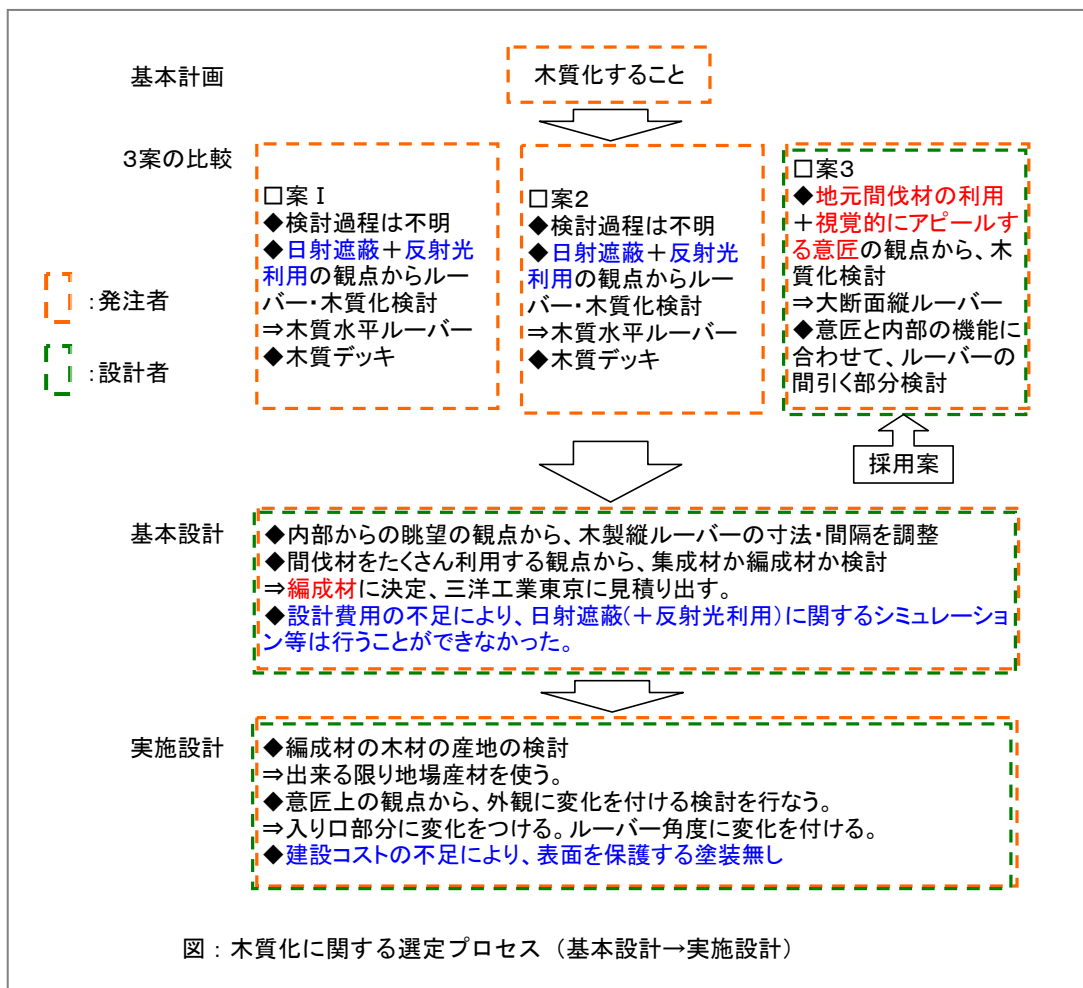 基本計画
木質化すること
3案の比較
□案Ⅰ
◆検討過程は不明
◆日射遮蔽＋反射光
利用の観点からルー
バー・木質化検討
⇒木質水平ルーバー
◆木質デッキ
□案2
◆検討過程は不明
◆日射遮蔽＋反射光
利用の観点からルー
バー・木質化検討
⇒木質水平ルーバー
◆木質デッキ
□案3
◆地元間伐材の利用
＋視覚的にアピールす
る意匠の観点から、木
質化検討
⇒大断面縦ルーバー
◆意匠と内部の機能に
合わせて、ルーバーの
間引く部分検討
：発注者
：設計者
採用案
基本設計
◆内部からの眺望の観点から、木製縦ルーバーの寸法・間隔を調整
◆間伐材をたくさん利用する観点から、集成材か編成材か検討
⇒編成材に決定、三洋工業東京に見積り出す。
◆設計費用の不足により、日射遮蔽（＋反射光利用）に関するシミュレーショ
ン等は行うことができなかった。
実施設計
◆編成材の木材の産地の検討
⇒出来る限り地場産材を使う。
◆意匠上の観点から、外観に変化を付ける検討を行なう。
⇒入り口部分に変化をつける。ルーバー角度に変化を付ける。
◆建設コストの不足により、表面を保護する塗装無し
図：木質化に関する選定プロセス（基本設計→実施設計）